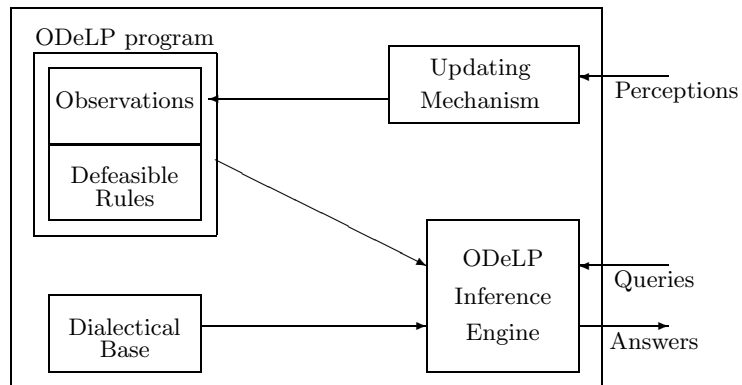 ODeLP program
Observations
Defeasible
Rules
Updating
Mechanism
Perceptions
ODeLP
Inference
Engine
Queries
Answers
Dialectical
Base